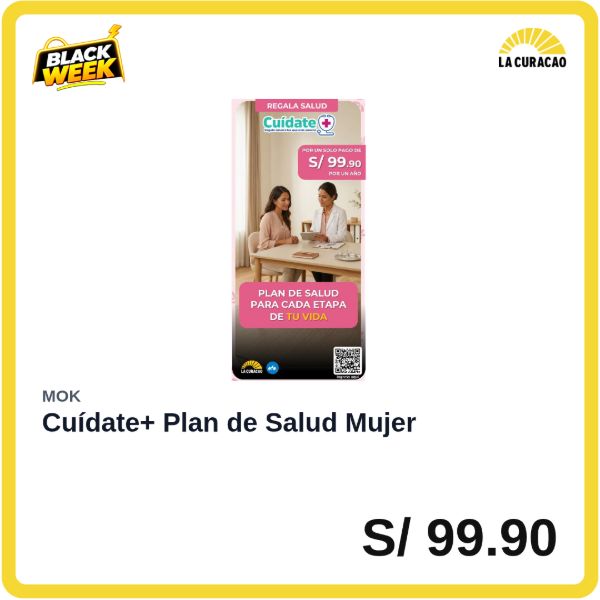 BLACK
WEEK
LA CURACAO
REGALA SALUD
Cuídate
POR UN SOLO PAGO DE
S/ 99.90
POR UN AÑO
PLAN DE SALUD
PARA CADA ETAPA
DE TU VIDA
LA CURACAO
MOK
Cuídate+ Plan de Salud Mujer
S/ 99.90